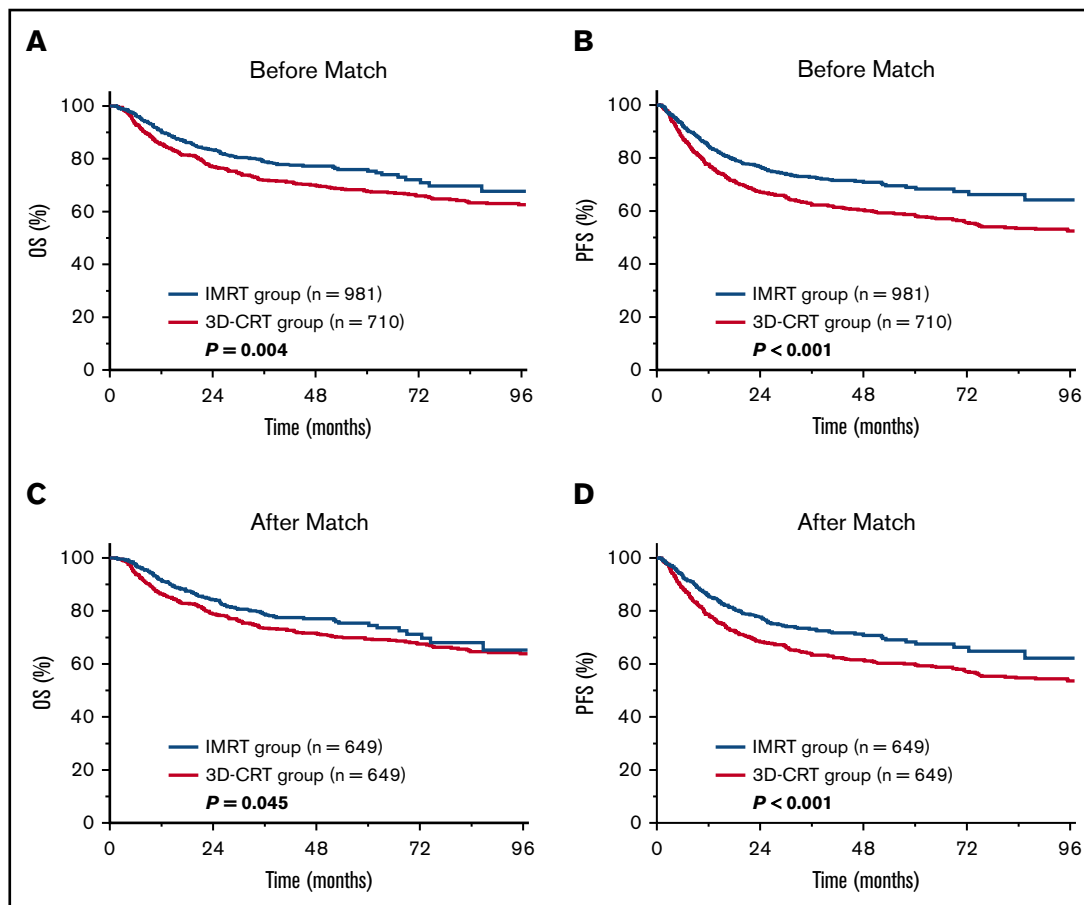 A
Before Match
100
80
60
40
20
0
OS (%)
IMRT group (n = 981)
3D-CRT group (n = 710)
P = 0.004
0 24 48 72 96
Time (months)
B
Before Match
100
80
60
40
20
0
PFS (%)
IMRT group (n = 981)
3D-CRT group (n = 710)
P < 0.001
0 24 48 72 96
Time (months)
C
After Match
100
80
60
40
20
0
OS (%)
IMRT group (n = 649)
3D-CRT group (n = 649)
P = 0.045
0 24 48 72 96
Time (months)
D
After Match
100
80
60
40
20
0
PFS (%)
IMRT group (n = 649)
3D-CRT group (n = 649)
P < 0.001
0 24 48 72 96
Time (months)